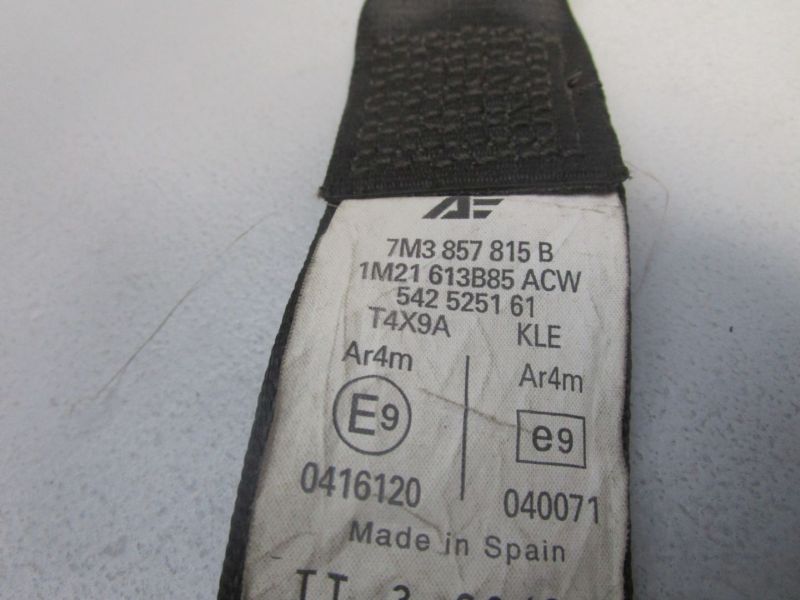 AE
7M3 857 815 B
1M21 613B85 ACW
542 5251 61
T4X9A KLE
Ar4m Ar4m
E9 e9
0416120 040071
Made in Spain